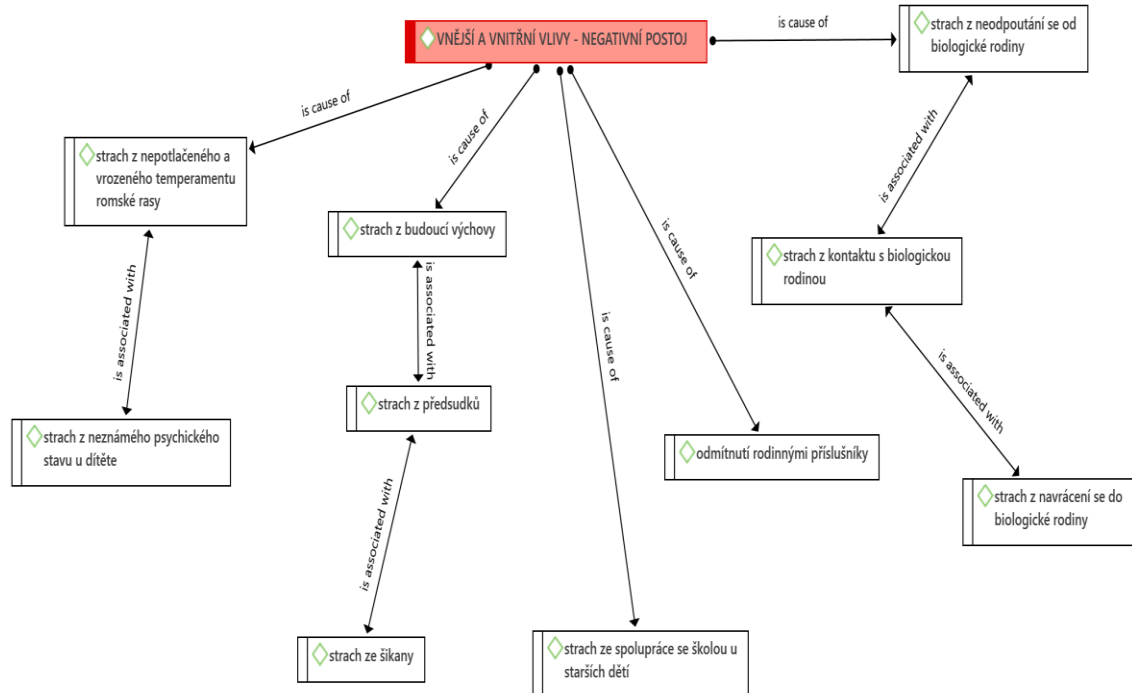 VNĚJŠÍ A VNITŘNÍ VLIVY - NEGATIVNÍ POSTOJ
is cause of
strach z neodpoutání se od
biologické rodiny
is cause of
is cause of
strach z nepotlačeného a
vrozeného temperamentu
romské rasy
is associated with
strach z budoucí výchovy
is cause of
strach z kontaktu s biologickou
rodinou
is associated with
is associated with
is cause of
is associated with
strach z předsudků
strach z neznámého psychického
stavu u dítěte
odmítnutí rodinnými příslušníky
is associated with
strach z navrácení se do
biologické rodiny
is associated with
strach ze šikany
strach ze spolupráce se školou u
starších dětí